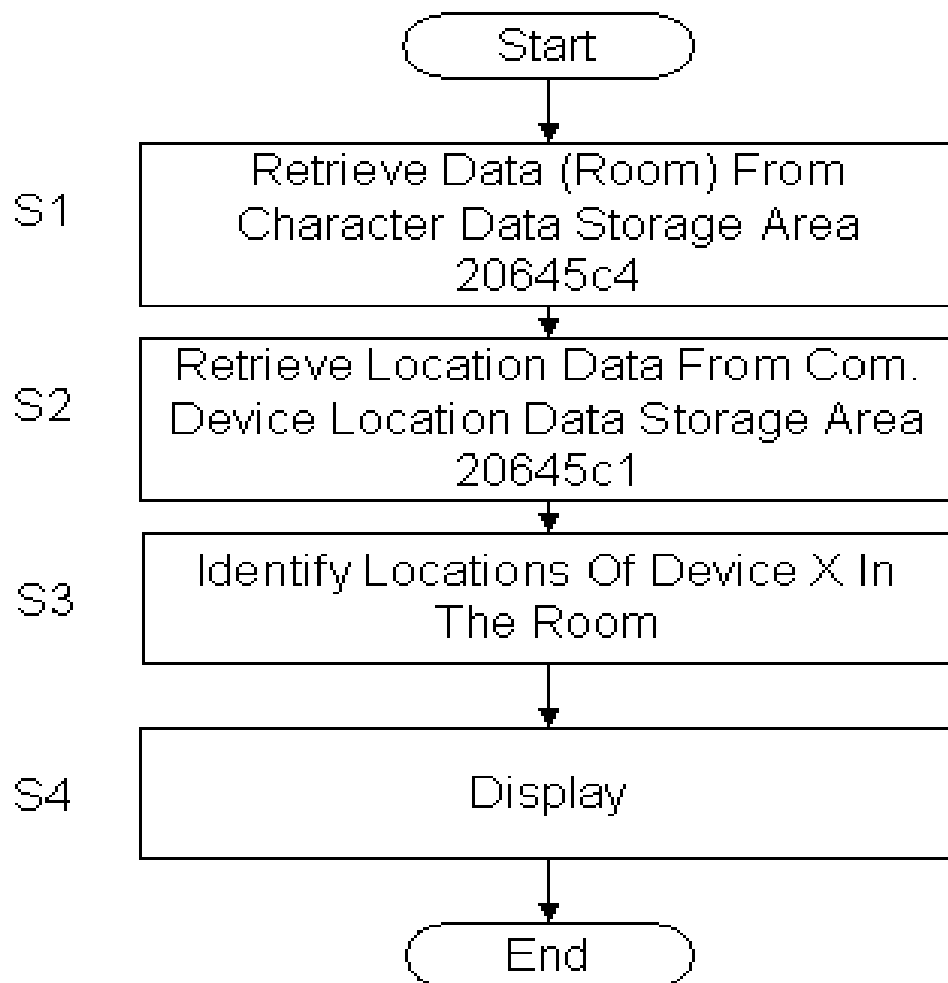 Start
S1
Retrieve Data (Room) From
Character Data Storage Area
20645c4
S2
Retrieve Location Data From Com.
Device Location Data Storage Area
20645c1
S3
Identify Locations Of Device X In
The Room
S4
Display
End